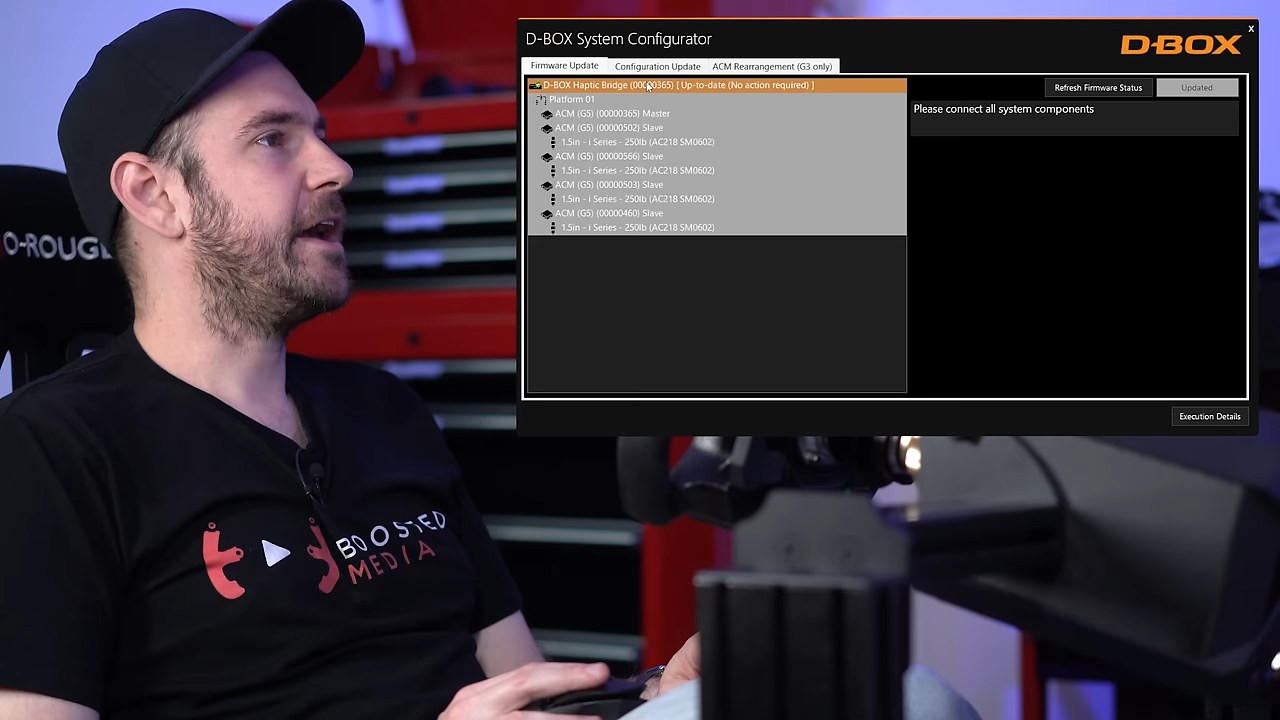 D-BOX System Configurator
D-BOX
x
Firmware Update
Configuration Update
ACM Rearrangement (G3 only)
D-BOX Haptic Bridge (00000365) [ Up-to-date (No action required) ]
Platform 01
ACM (G5) (00000365) Master
ACM (G5) (00000502) Slave
1.5in - i Series - 250lb (AC218 SM0602)
ACM (G5) (00000566) Slave
1.5in - i Series - 250lb (AC218 SM0602)
ACM (G5) (00000503) Slave
1.5in - i Series - 250lb (AC218 SM0602)
ACM (G5) (00000460) Slave
1.5in - i Series - 250lb (AC218 SM0602)
Refresh Firmware Status
Updated
Please connect all system components
Execution Details
O-ROUGE
BOOSTED
MEDIA